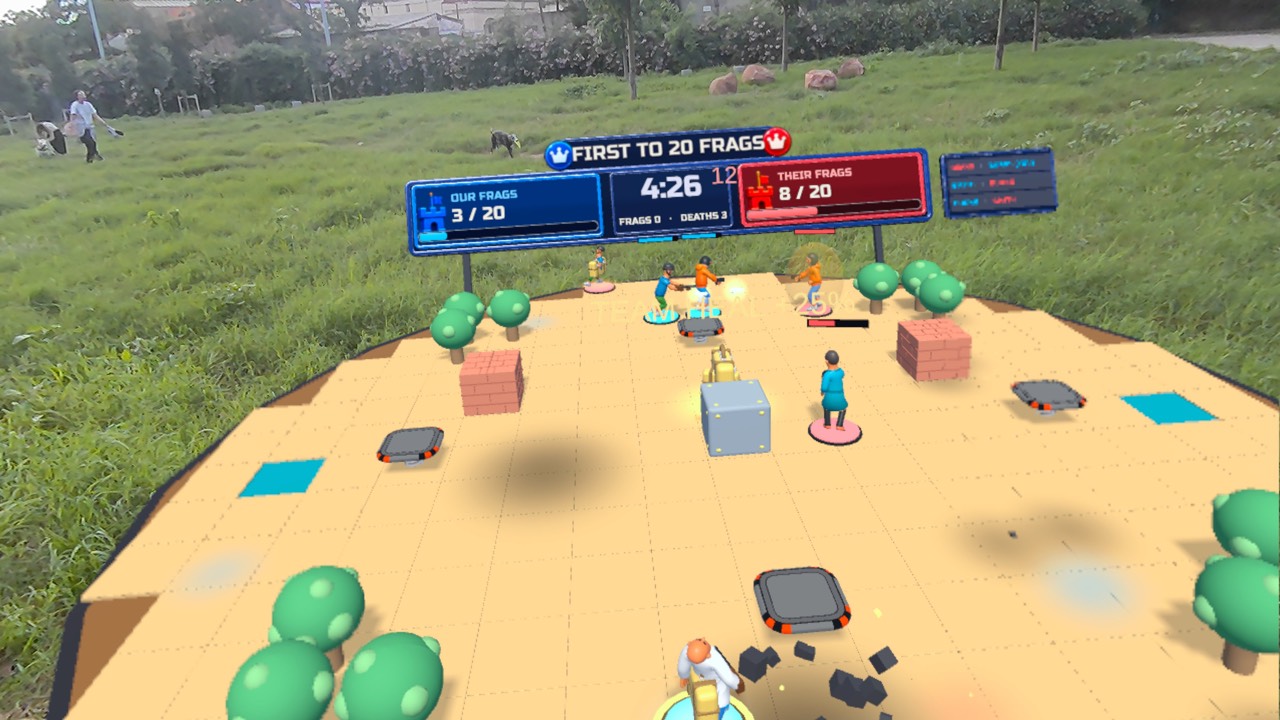 FIRST TO 20 FRAGS
OUR FRAGS
3 / 20
4:26
12
FRAGS 0 · DEATHS 3
THEIR FRAGS
8 / 20
25%